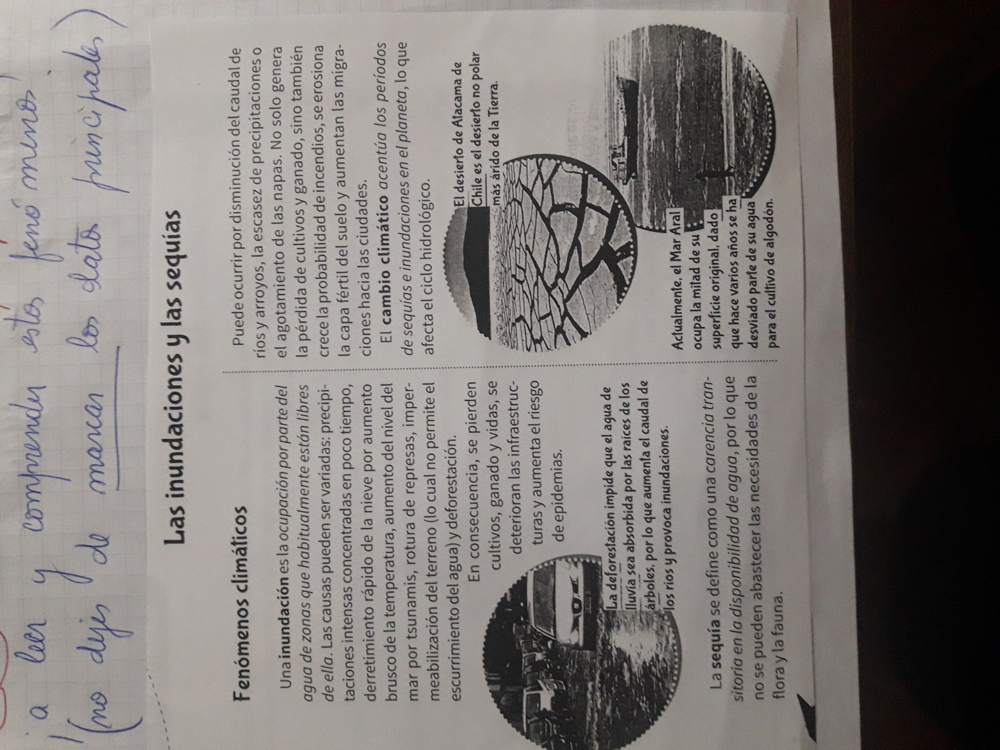 a leer y comprender estos fenómenos
(no dejes de marcar los datos principales)
Las inundaciones y las sequías
Fenómenos climáticos
Una inundación es la ocupación por parte del
agua de zonas que habitualmente están libres
de ella. Las causas pueden ser variadas: precipi-
taciones intensas concentradas en poco tiempo,
derretimiento rápido de la nieve por aumento
brusco de la temperatura, aumento del nivel del
mar por tsunamis, rotura de represas, imper-
meabilización del terreno (lo cual no permite el
escurrimiento del agua) y deforestación.
En consecuencia, se pierden
cultivos, ganado y vidas, se
deterioran las infraestruc-
turas y aumenta el riesgo
de epidemias.
La deforestación impide que el agua de
lluvia sea absorbida por las raíces de los
árboles, por lo que aumenta el caudal de
los ríos y provoca inundaciones.
La sequía se define como una carencia tran-
sitoria en la disponibilidad de agua, por lo que
no se pueden abastecer las necesidades de la
flora y la fauna.
Puede ocurrir por disminución del caudal de
ríos y arroyos, la escasez de precipitaciones o
el agotamiento de las napas. No solo genera
la pérdida de cultivos y ganado, sino también
crece la probabilidad de incendios, se erosiona
la capa fértil del suelo y aumentan las migra-
ciones hacia las ciudades.
El cambio climático acentúa los períodos
de sequías e inundaciones en el planeta, lo que
afecta el ciclo hidrológico.
El desierto de Atacama de
Chile es el desierto no polar
más árido de la Tierra.
Actualmente, el Mar Aral
ocupa la mitad de su
superficie original, dado
que hace varios años se ha
desviado parte de su agua
para el cultivo de algodón.